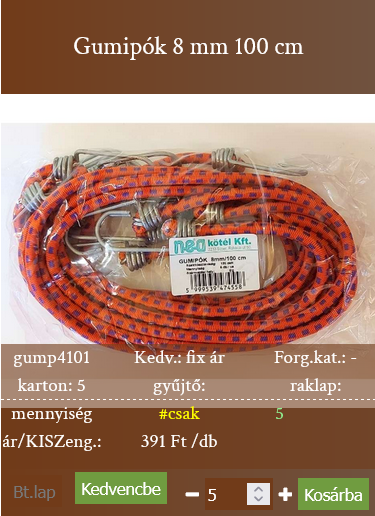 Gumipók 8 mm 100 cm
nea kötél Kft.
GUMIPÓK 8mm/100 cm
5 999539 474558
gump4101 Kedv.: fix ár Forg.kat.: -
karton: 5 gyűjtő: raklap:
mennyiség #csak 5
ár/KISZeng.: 391 Ft /db
Bt.lap Kedvencbe 5 Kosárba